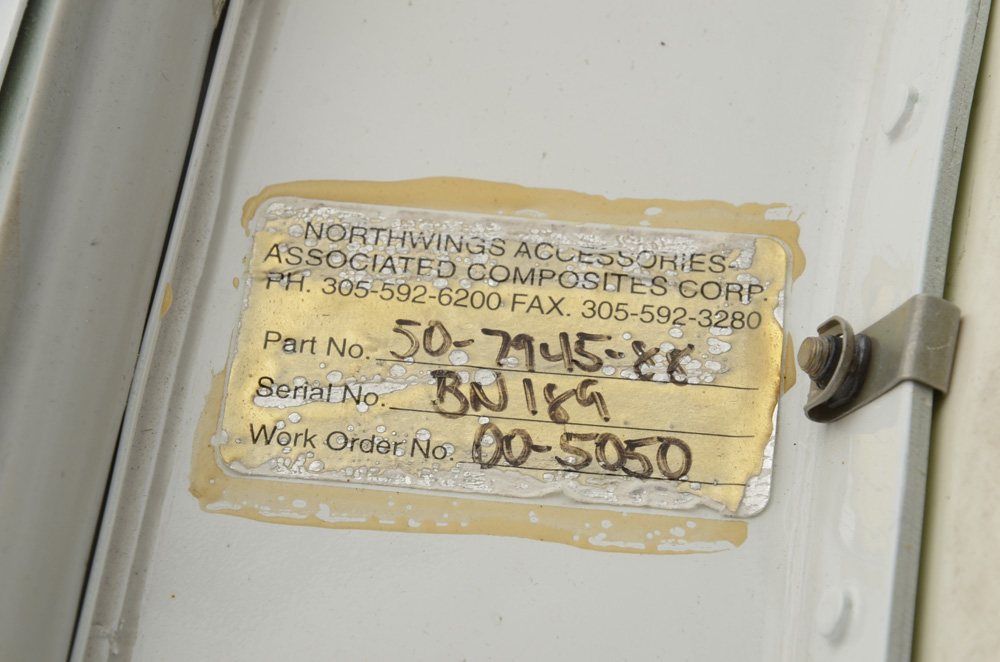 NORTHWINGS ACCESSORIES-
ASSOCIATED COMPOSITES CORP.
PH. 305-592-6200 FAX. 305-592-3280
Part No. 50-7945-XX
Serial No. BN189
Work Order No. 00-5050